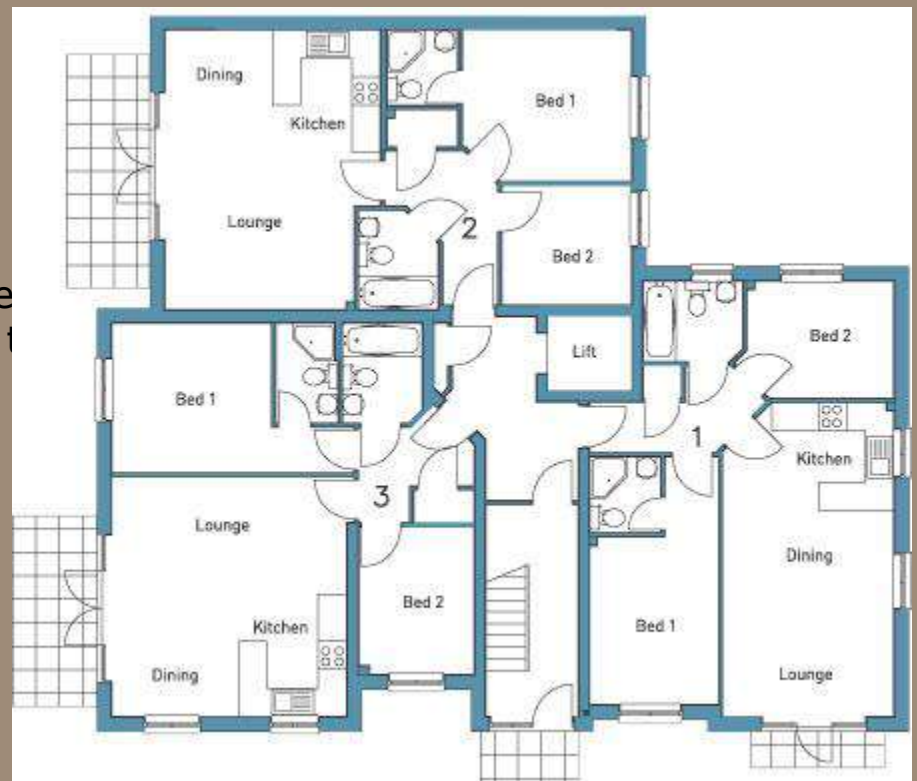 Dining
Kitchen
Lounge
Bed 1
2
Bed 2
Lift
Bed 2
1
Kitchen
Dining
Lounge
Bed 1
Bed 1
3
Lounge
Kitchen
Dining
Bed 2
e
t